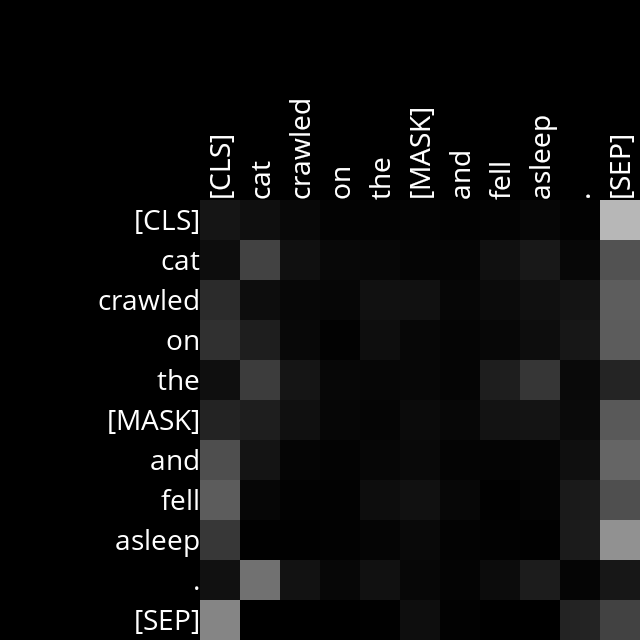 [CLS] cat crawled on the [MASK] and fell asleep . [SEP]
[CLS]
cat
crawled
on
the
[MASK]
and
fell
asleep
.
[SEP]